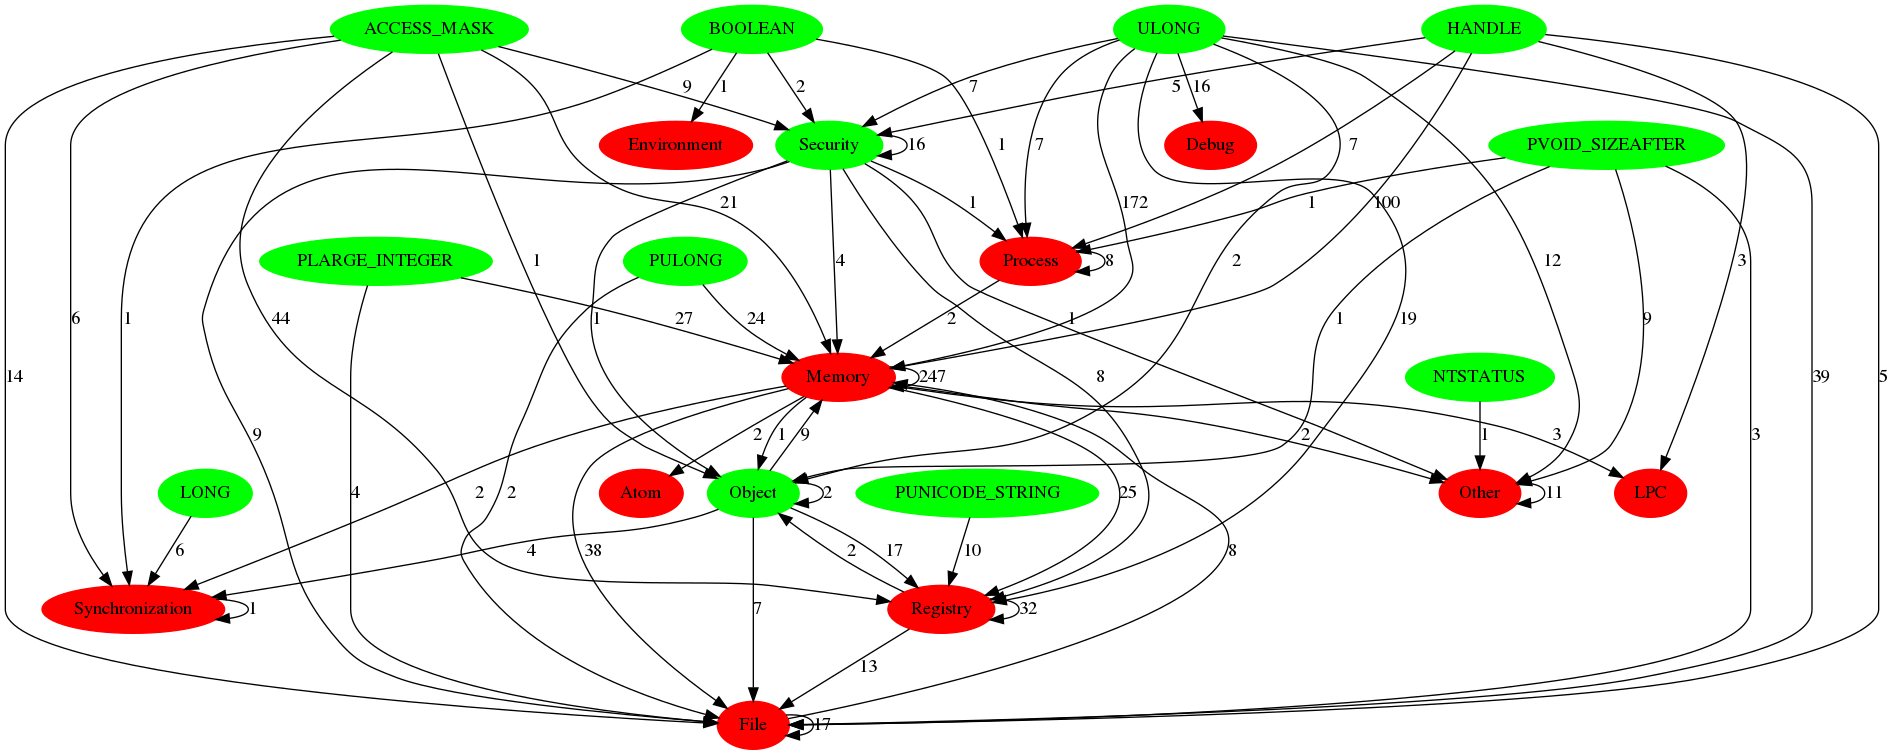 ACCESS_MASK BOOLEAN ULONG HANDLE
9 1 2 7 7 16 5
Environment Security 16 Debug PVOID_SIZEAFTER
1 7
21 1 172 1 100
PLARGE_INTEGER PULONG 1 4 Process 8 2 12 3
6 1 44 27 24 1 2 1 1 19 9
14 Memory 247 8 NTSTATUS 39 5
9 2 1 9 2 1 3 3
LONG 4 2 2 Atom Object 2 PUNICODE_STRING 25 Other 11 LPC
6 4 38 2 17 10 8
Synchronization 1 7 Registry 32
13
File 17